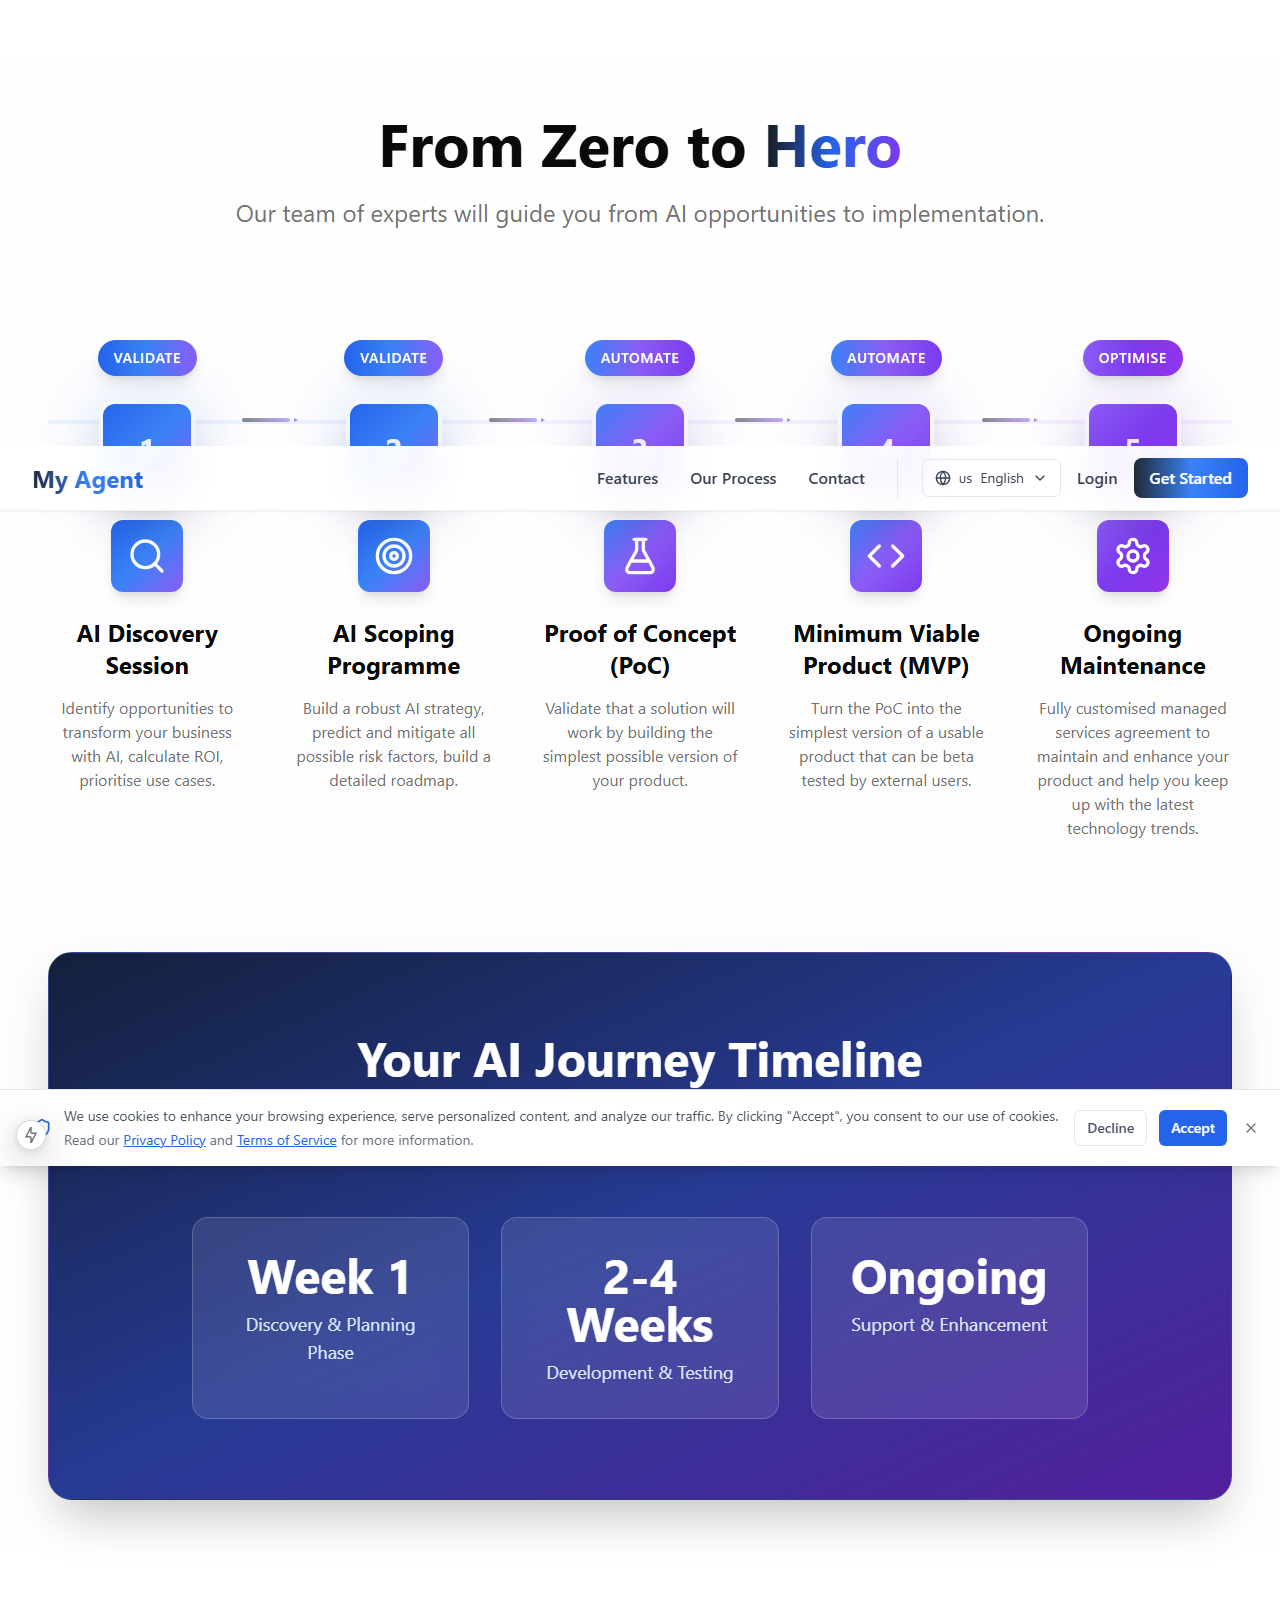 From Zero to Hero
Our team of experts will guide you from AI opportunities to implementation.
VALIDATE
VALIDATE
AUTOMATE
AUTOMATE
OPTIMISE
My Agent
Features
Our Process
Contact
us English
Login
Get Started
AI Discovery
Session
Identify opportunities to
transform your business
with AI, calculate ROI,
prioritise use cases.
AI Scoping
Programme
Build a robust AI strategy,
predict and mitigate all
possible risk factors, build a
detailed roadmap.
Proof of Concept
(PoC)
Validate that a solution will
work by building the
simplest possible version of
your product.
Minimum Viable
Product (MVP)
Turn the PoC into the
simplest version of a usable
product that can be beta
tested by external users.
Ongoing
Maintenance
Fully customised managed
services agreement to
maintain and enhance your
product and help you keep
up with the latest
technology trends.
Your AI Journey Timeline
We use cookies to enhance your browsing experience, serve personalized content, and analyze our traffic. By clicking "Accept", you consent to our use of cookies.
Read our Privacy Policy and Terms of Service for more information.
Decline
Accept
Week 1
Discovery & Planning
Phase
2-4
Weeks
Development & Testing
Ongoing
Support & Enhancement